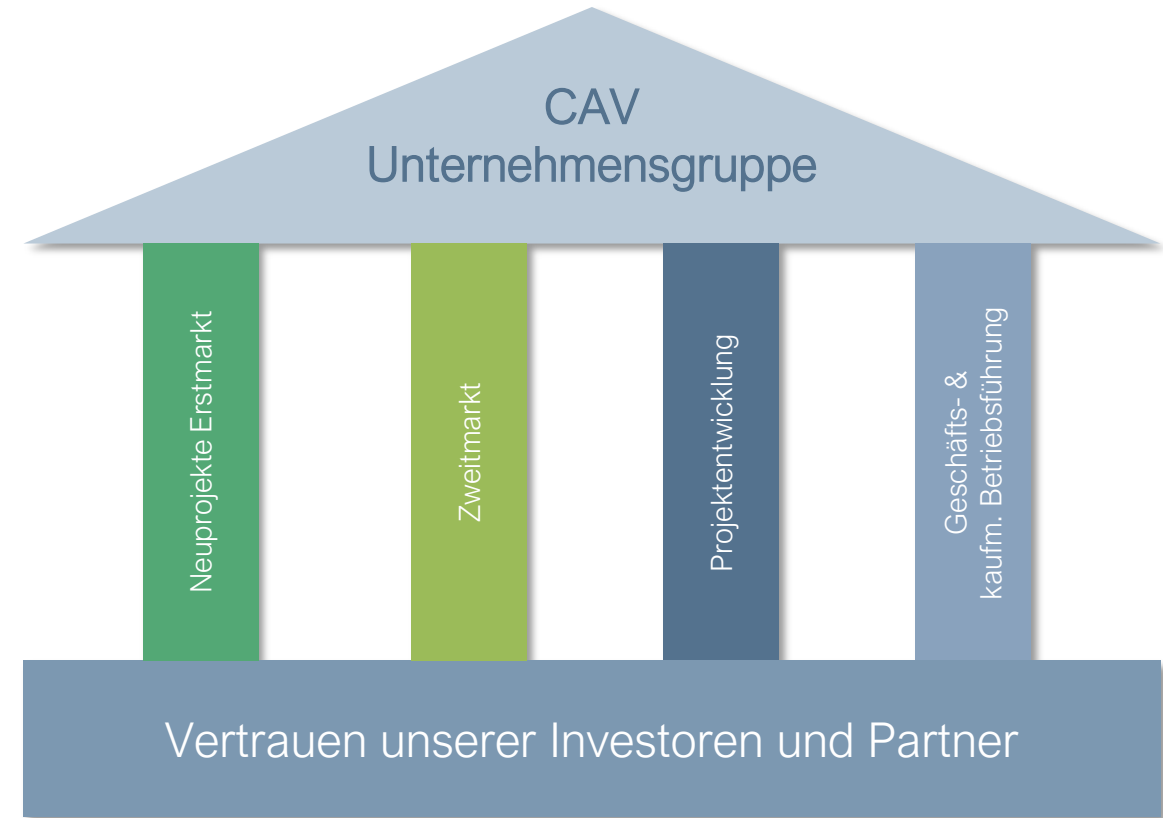 CAV
Unternehmensgruppe
Neuprojekte Erstmarkt
Zweitmarkt
Projektentwicklung
Geschäfts- &
kaufm. Betriebsführung
Vertrauen unserer Investoren und Partner